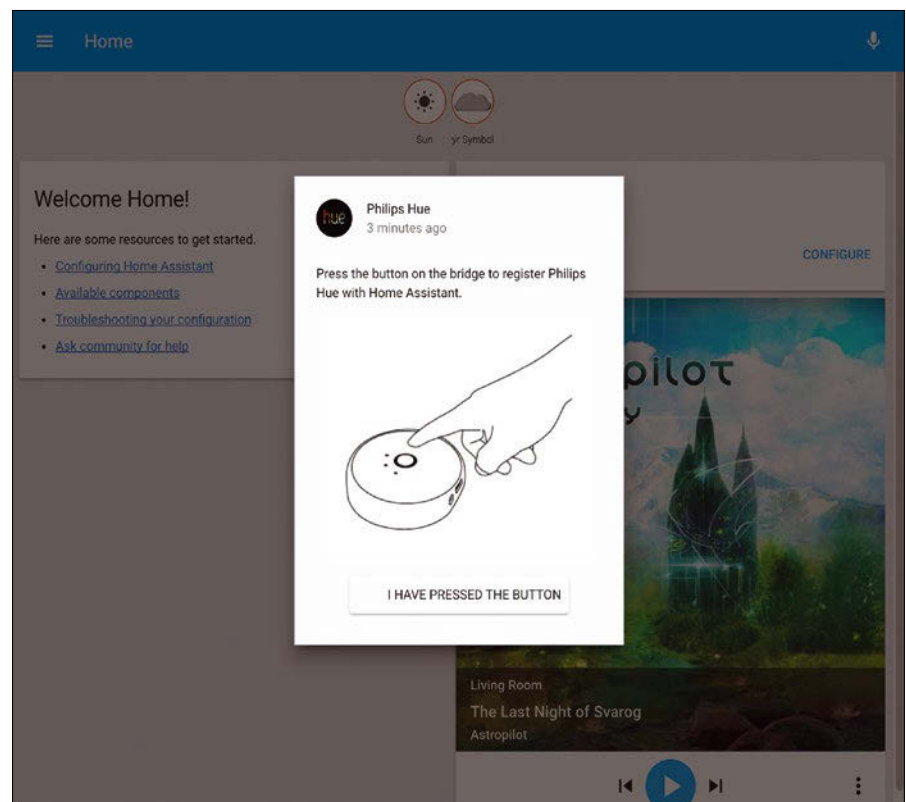 Home
Sun
yr Symbol
Welcome Home!
Here are some resources to get started.
Configuring Home Assistant
Available components
Troubleshooting your configuration
Ask community for help
hue
Philips Hue
3 minutes ago
Press the button on the bridge to register Philips
Hue with Home Assistant.
I HAVE PRESSED THE BUTTON
CONFIGURE
pilot
y
Living Room
The Last Night of Svarog
Astropilot